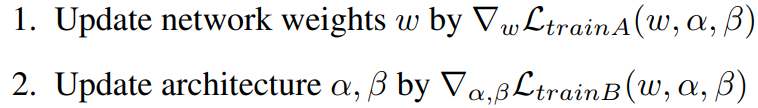 1. Update network weights w by ∇_w L_trainA(w, α, β)
2. Update architecture α, β by ∇_α,β L_trainB(w, α, β)